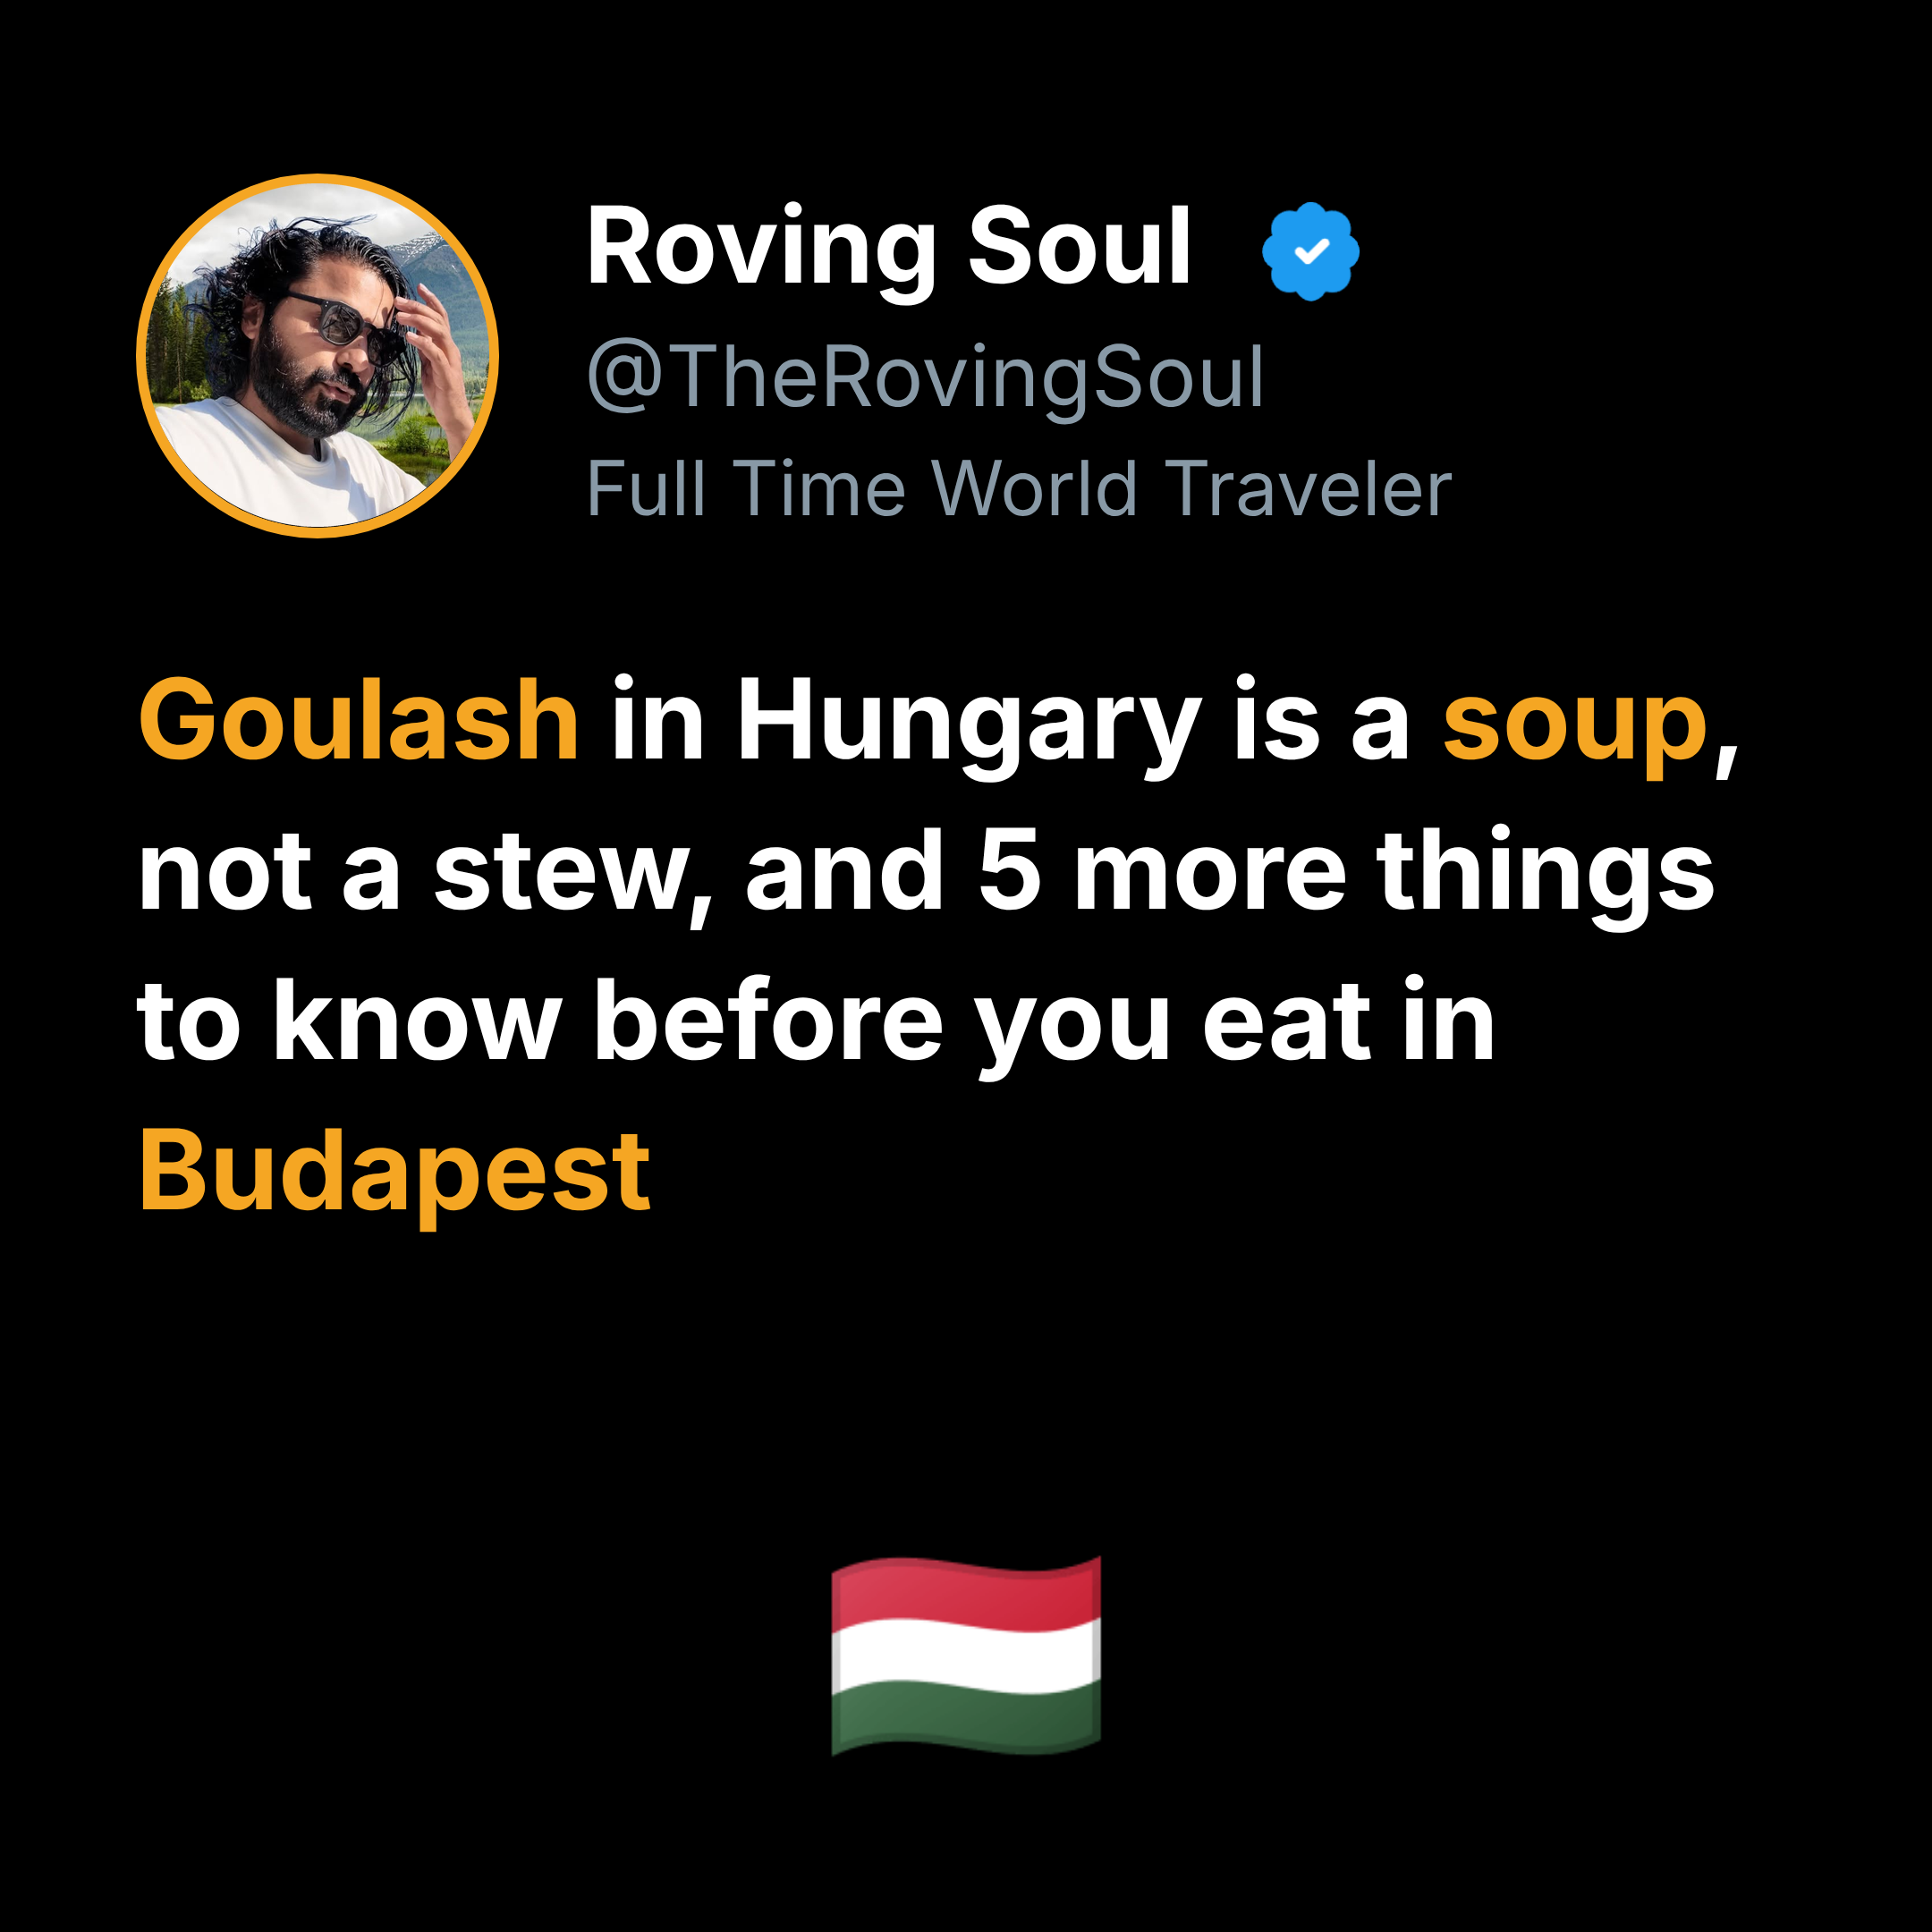 Roving Soul
@TheRovingSoul
Full Time World Traveler
Goulash in Hungary is a soup,
not a stew, and 5 more things
to know before you eat in
Budapest